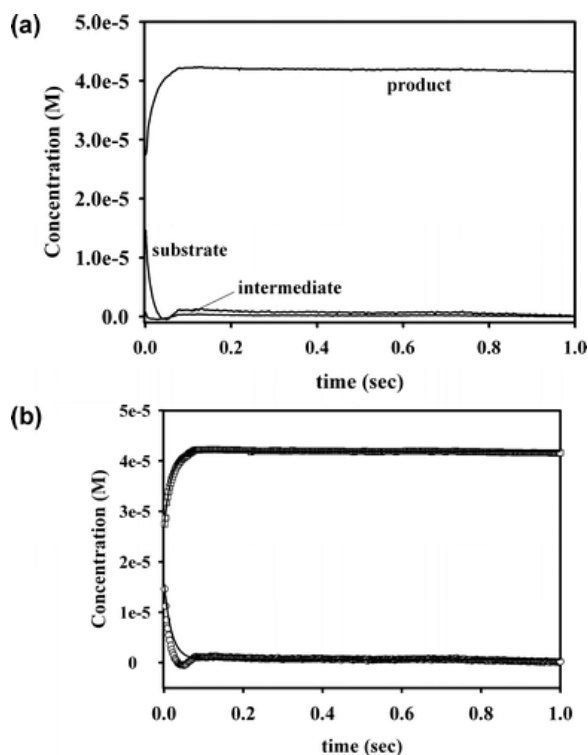 (a)
5.0e-5
4.0e-5
3.0e-5
2.0e-5
1.0e-5
0.0
Concentration (M)
product
substrate
intermediate
0.0 0.2 0.4 0.6 0.8 1.0
time (sec)
(b)
5e-5
4e-5
3e-5
2e-5
1e-5
0
Concentration (M)
0.0 0.2 0.4 0.6 0.8 1.0
time (sec)